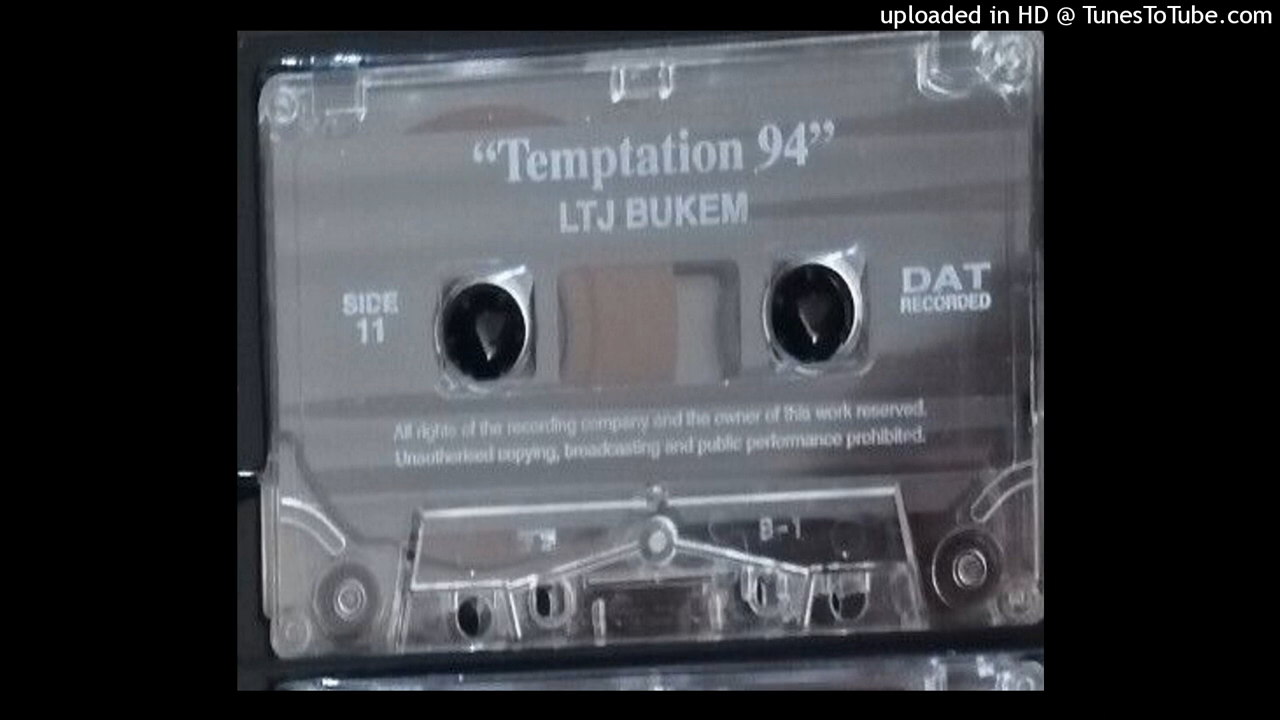 uploaded in HD @ TunesToTube.com
“Temptation 94”
LTJ BUKEM
SIDE
11
DAT
RECORDED
All rights of the recording company and the owner of this work reserved.
Unauthorised copying, broadcasting and public performance prohibited.
B-1